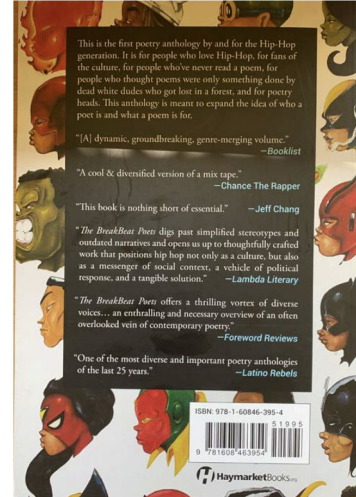 This is the first poetry anthology by and for the Hip-Hop
generation. It is for people who love Hip-Hop, for fans of
the culture, for people who've never read a poem, for
people who thought poems were only something done by
dead white dudes who got lost in forest, and for poetry
heads. This anthology is meant to expand the idea of who a
poet is and what a poem is for.
"[A] dynamic, groundbreaking, genre-merging volume."
—Booklist
"A cool & diversified version of a mix tape."
—Chance The Rapper
"This book is nothing short of essential." —Jeff Chang
"The BreakBeat Poets digs past simplified stereotypes and
outdated narratives and opens us up to thoughtfully crafted
work that positions hip hop not only as a culture, but also
as a messenger of social context, a vehicle of political
response, and a tangible solution." —Lambda Literary
"The BreakBeat Poets offers a thrilling vortex of diverse
voices… an enthralling and necessary overview of an often
overlooked vein of contemporary poetry."
—Foreword Reviews
"One of the most diverse and important poetry anthologies
of the last 25 years." —Latino Rebels
ISBN: 978-1-60846-395-4
51995
9 781608 463954
HaymarketBooks.org